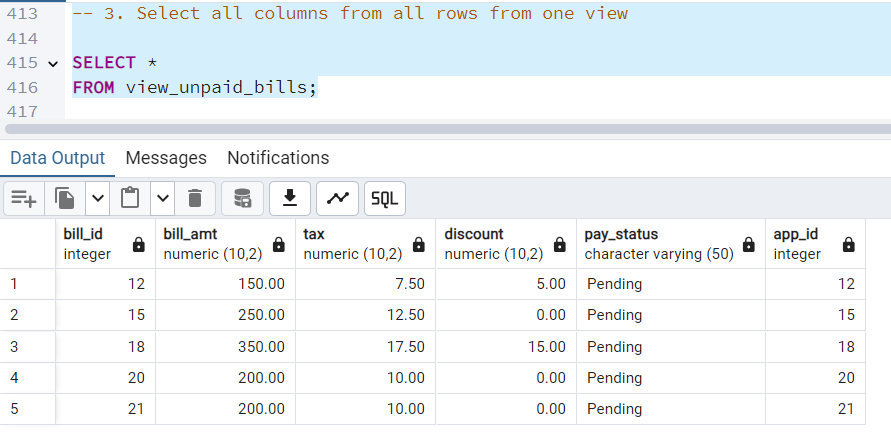 413 -- 3. Select all columns from all rows from one view
414
415 SELECT *
416 FROM view_unpaid_bills;
417
Data Output Messages Notifications
SQL
bill_id bill_amt tax discount pay_status app_id
integer numeric (10,2) numeric (10,2) numeric (10,2) character varying (50) integer
1 12 150.00 7.50 5.00 Pending 12
2 15 250.00 12.50 0.00 Pending 15
3 18 350.00 17.50 15.00 Pending 18
4 20 200.00 10.00 0.00 Pending 20
5 21 200.00 10.00 0.00 Pending 21